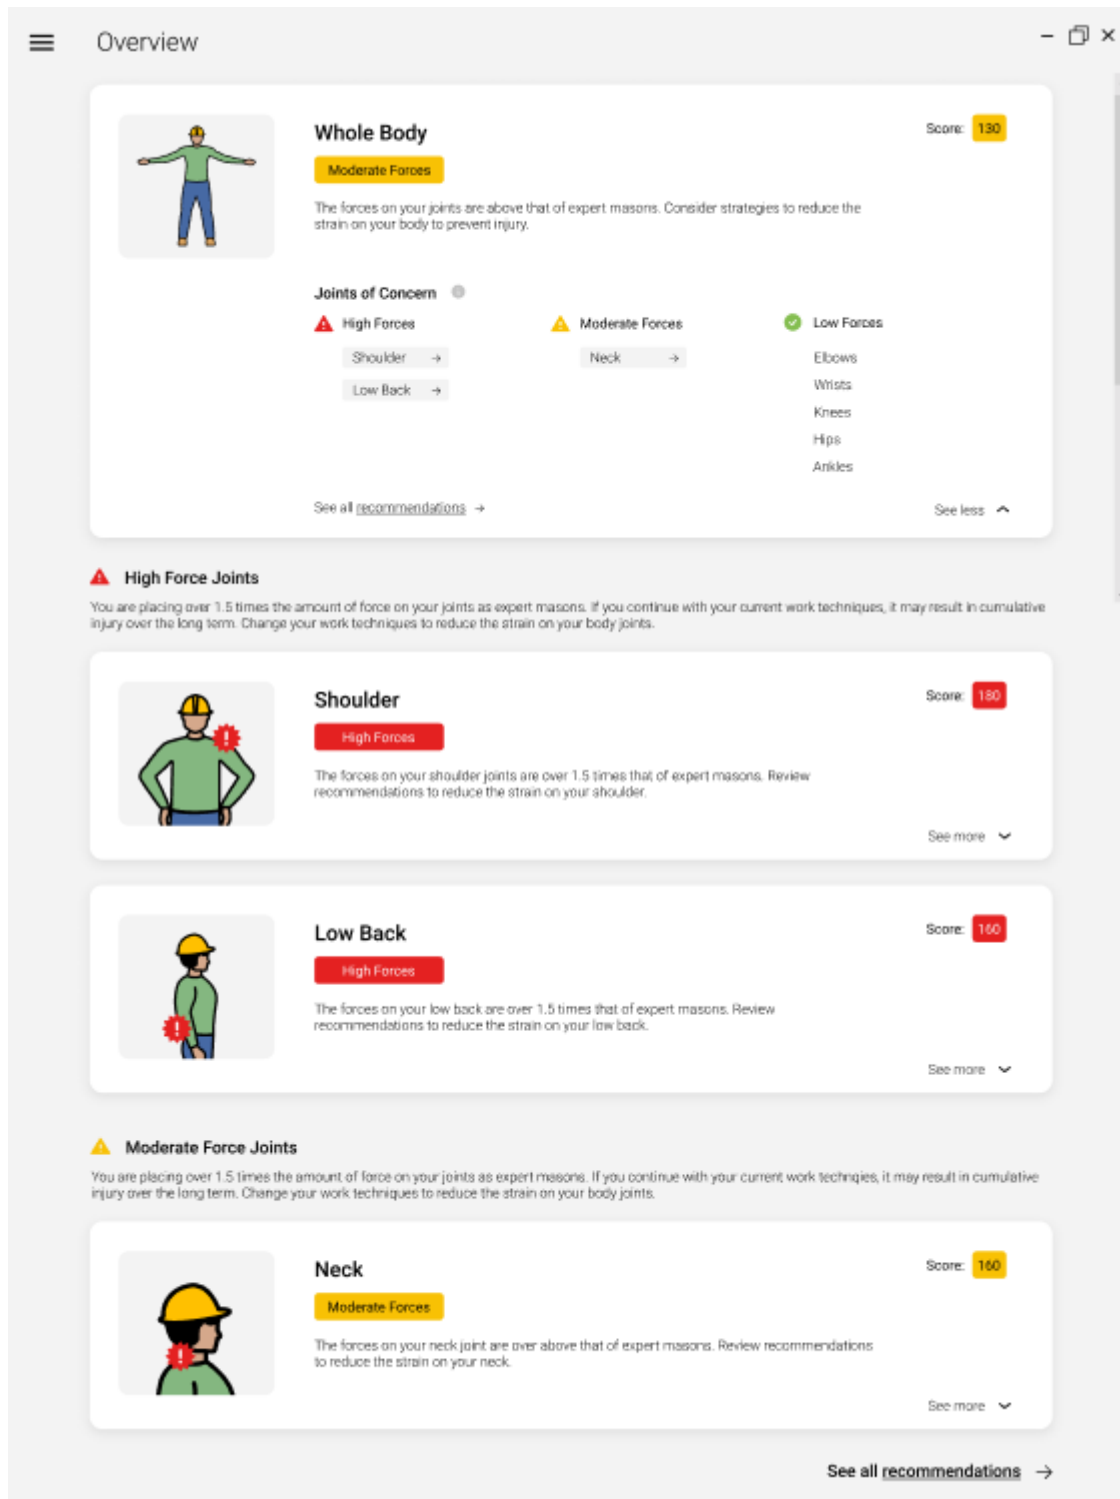 Overview
Whole Body
Score: 130
Moderate Forces
The forces on your joints are above that of expert masons. Consider strategies to reduce the
strain on your body to prevent injury.
Joints of Concern
High Forces
Shoulder →
Low Back →
Moderate Forces
Neck →
Low Forces
Elbows
Wrists
Knees
Hips
Ankles
See all recommendations →
See less
High Force Joints
You are placing over 1.5 times the amount of force on your joints as expert masons. If you continue with your current work techniques, it may result in cumulative
injury over the long term. Change your work techniques to reduce the strain on your body joints.
Shoulder
Score: 180
High Forces
The forces on your shoulder joints are over 1.5 times that of expert masons. Review
recommendations to reduce the strain on your shoulder.
See more
Low Back
Score: 160
High Forces
The forces on your low back are over 1.5 times that of expert masons. Review
recommendations to reduce the strain on your low back.
See more
Moderate Force Joints
You are placing over 1.5 times the amount of force on your joints as expert masons. If you continue with your current work technqies, it may result in cumulative
injury over the long term. Change your work techniques to reduce the strain on your body joints.
Neck
Score: 160
Moderate Forces
The forces on your neck joint are over above that of expert masons. Review recommendations
to reduce the strain on your neck.
See more
See all recommendations →